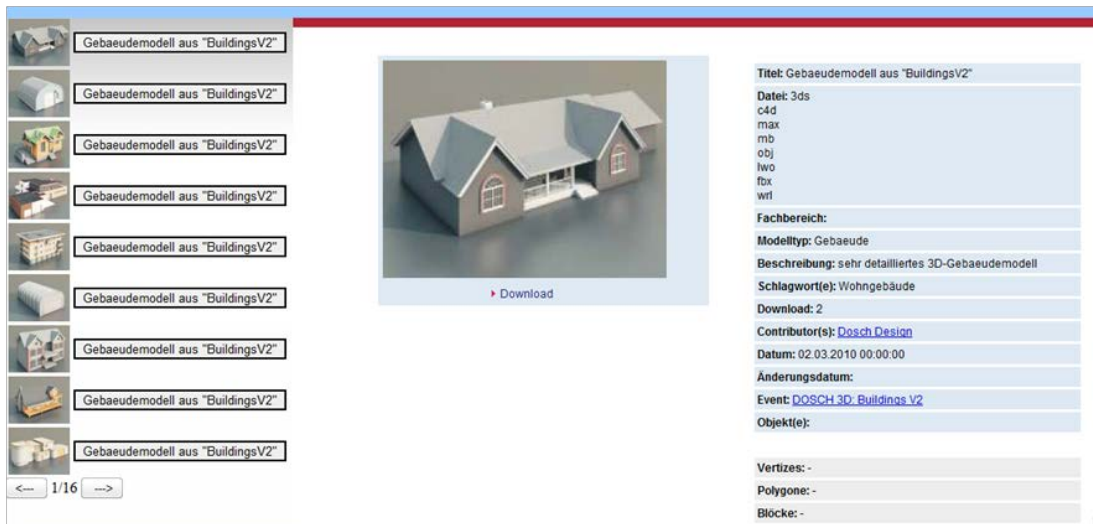 Gebaeudemodell aus "BuildingsV2"
Gebaeudemodell aus "BuildingsV2"
Gebaeudemodell aus "BuildingsV2"
Gebaeudemodell aus "BuildingsV2"
Gebaeudemodell aus "BuildingsV2"
Gebaeudemodell aus "BuildingsV2"
Gebaeudemodell aus "BuildingsV2"
Gebaeudemodell aus "BuildingsV2"
Gebaeudemodell aus "BuildingsV2"
<--- 1/16 --->
Download
Titel: Gebaeudemodell aus "BuildingsV2"
Datei: 3ds
c4d
max
mb
obj
lwo
fbx
wrl
Fachbereich:
Modelltyp: Gebaeude
Beschreibung: sehr detailliertes 3D-Gebaeudemodell
Schlagwort(e): Wohngebäude
Download: 2
Contributor(s): Dosch Design
Datum: 02.03.2010 00:00:00
Änderungsdatum:
Event: DOSCH 3D: Buildings V2
Objekt(e):
Vertizes: -
Polygone: -
Blöcke: -